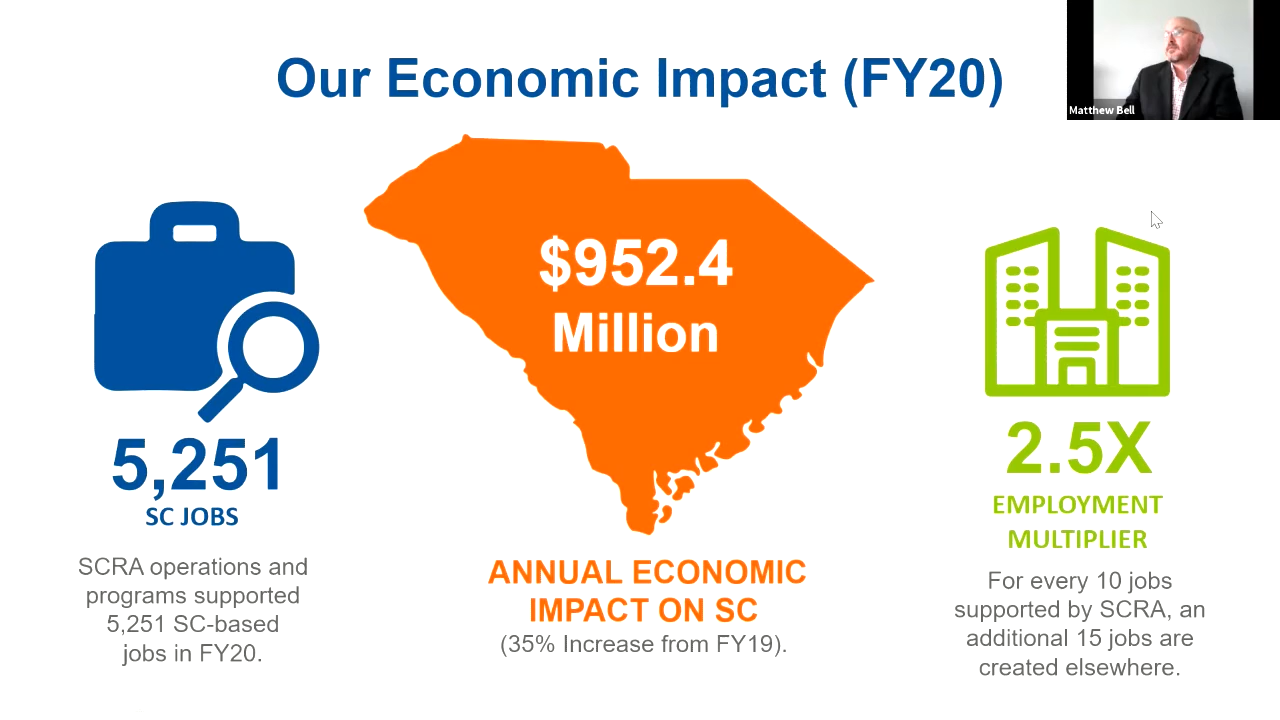 Our Economic Impact (FY20)
Matthew Bell
5,251
SC JOBS
SCRA operations and
programs supported
5,251 SC-based
jobs in FY20.
$952.4
Million
ANNUAL ECONOMIC
IMPACT ON SC
(35% Increase from FY19).
2.5X
EMPLOYMENT
MULTIPLIER
For every 10 jobs
supported by SCRA, an
additional 15 jobs are
created elsewhere.